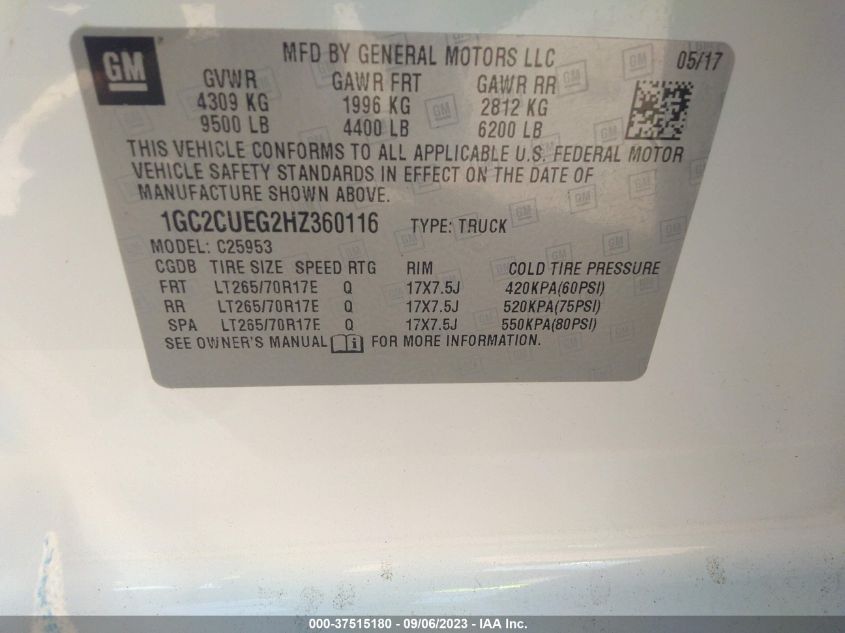 GM
MFD BY GENERAL MOTORS LLC 05/17
GVWR GAWR FRT GAWR RR
4309 KG 1996 KG 2812 KG
9500 LB 4400 LB 6200 LB
THIS VEHICLE CONFORMS TO ALL APPLICABLE U.S. FEDERAL MOTOR
VEHICLE SAFETY STANDARDS IN EFFECT ON THE DATE OF
MANUFACTURE SHOWN ABOVE.
1GC2CUEG2HZ360116 TYPE: TRUCK
MODEL: C25953
CGDB TIRE SIZE SPEED RTG RIM COLD TIRE PRESSURE
FRT LT265/70R17E Q 17X7.5J 420KPA(60PSI)
RR LT265/70R17E Q 17X7.5J 520KPA(75PSI)
SPA LT265/70R17E Q 17X7.5J 550KPA(80PSI)
SEE OWNER'S MANUAL i FOR MORE INFORMATION.
000-37515180 - 09/06/2023 - IAA Inc.